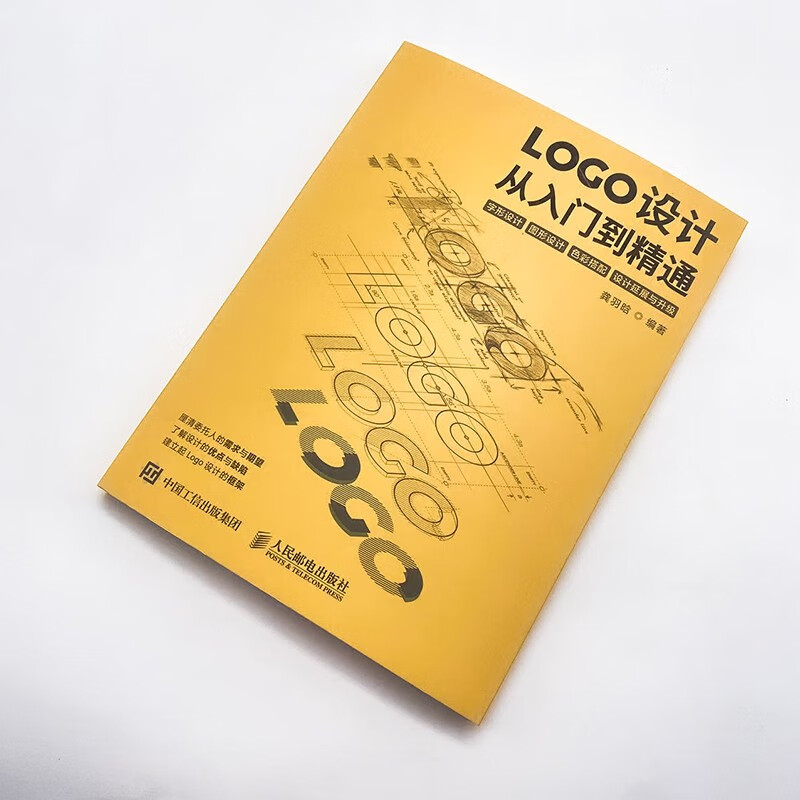 LOGO设计
从入门到精通
字形设计 图形设计 色彩搭配 设计延展与升级
龚羽晗 编著
LOGO
LOGO
LOGO
LOGO
厘清委托人的需求与期望
了解设计的优点与缺陷
建立起Logo设计的框架
中国工信出版集团
人民邮电出版社
POSTS & TELECOM PRESS